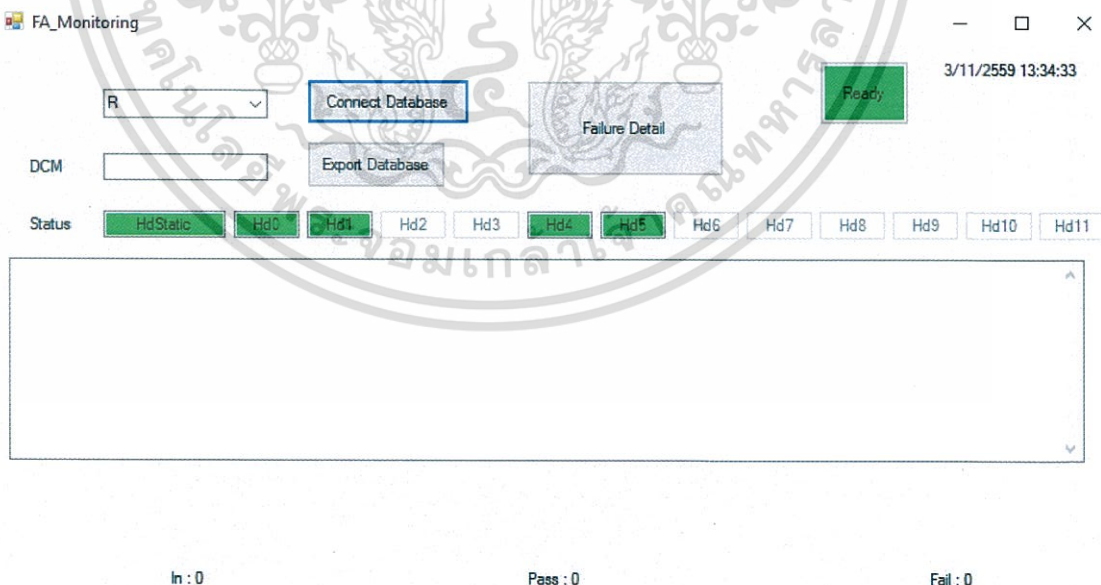 FA_Monitoring
3/11/2559 13:34:33
R
Connect Database
Failure Detail
Ready
DCM
Export Database
Status HdStatic Hd0 Hd1 Hd2 Hd3 Hd4 Hd5 Hd6 Hd7 Hd8 Hd9 Hd10 Hd11
In : 0 Pass : 0 Fail : 0